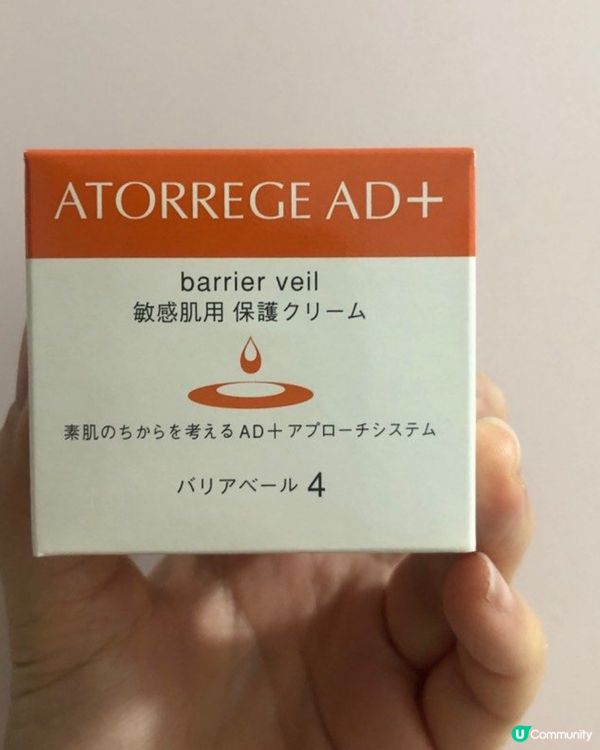 ATORREGE AD+
barrier veil
敏感肌用 保護クリーム
素肌のちからを考えるAD+アプローチシステム
バリアベール 4
U Community